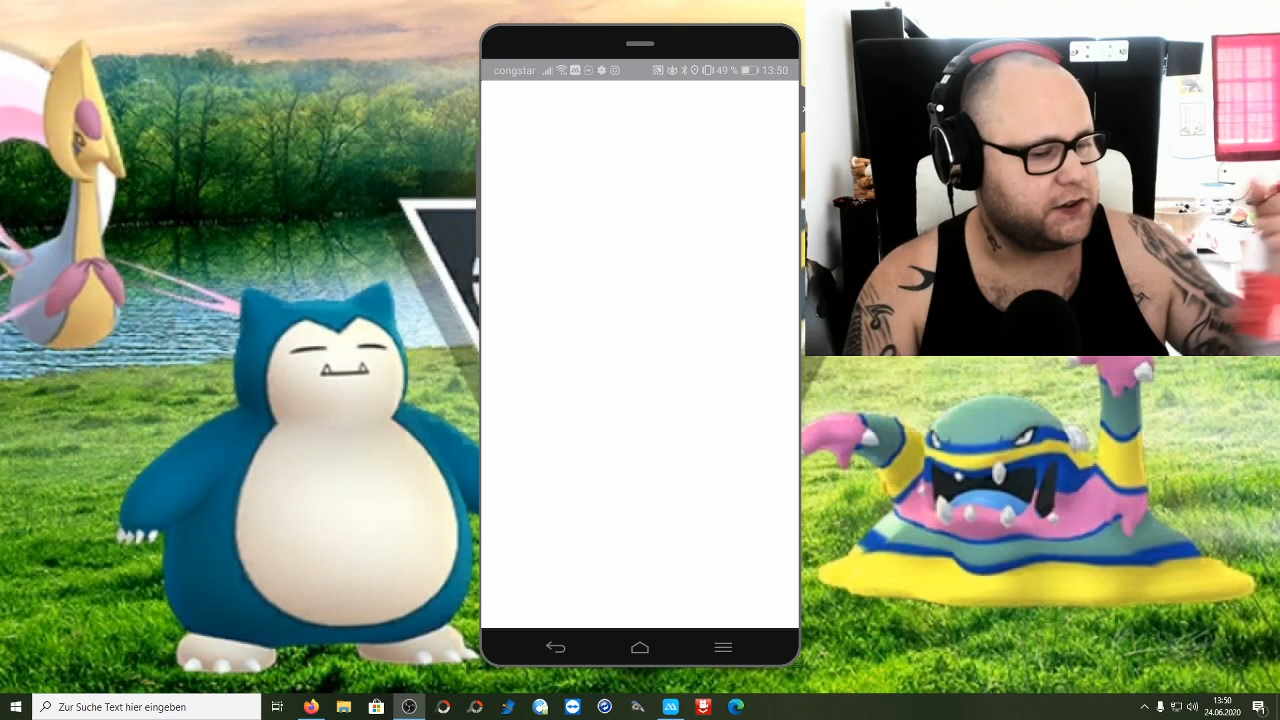 congstar
49 %
13:50
Zur Suche Text hier eingeben
13:50
24.06.2020